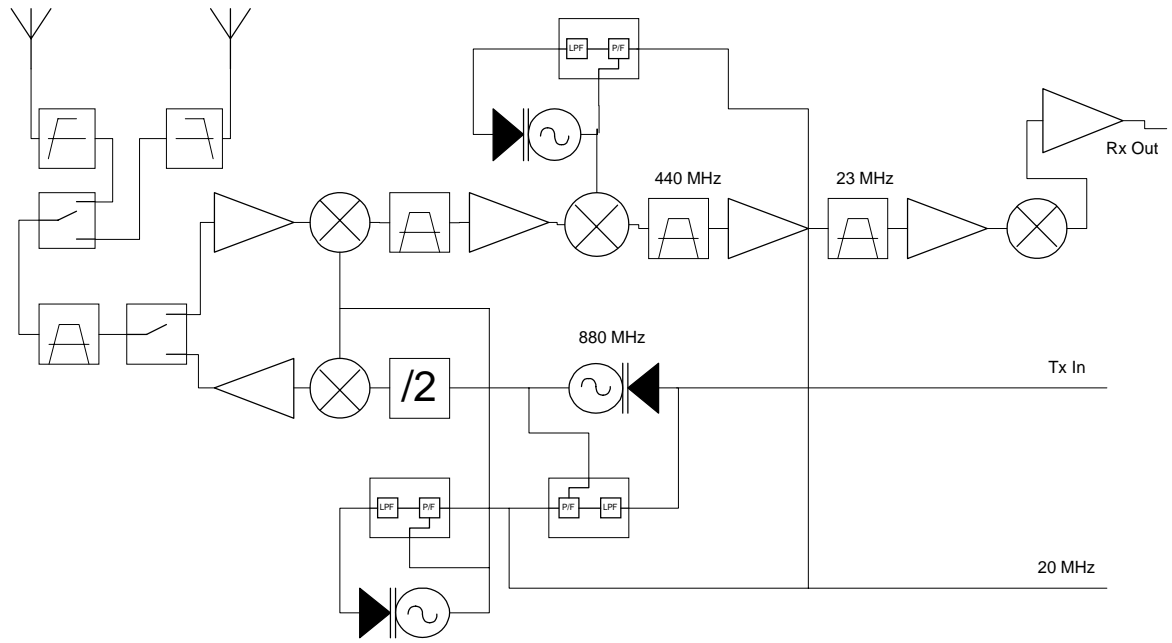 LPF P/F
Rx Out
440 MHz 23 MHz
880 MHz
Tx In
/2
LPF P/F P/F LPF
20 MHz